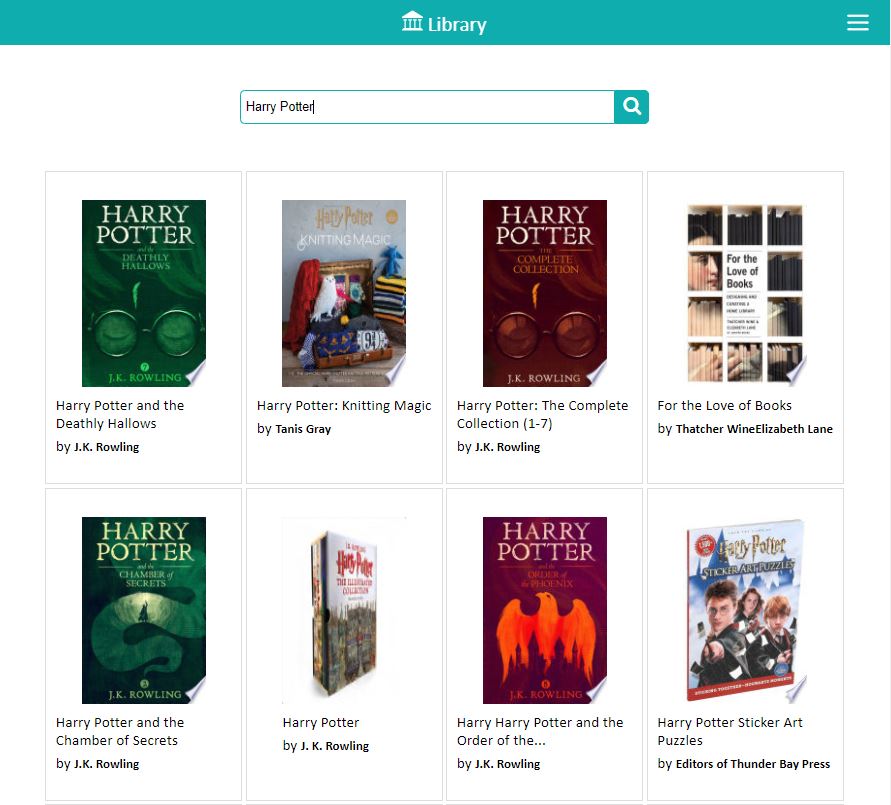 Library
Harry Potter
HARRY
POTTER
and the
DEATHLY
HALLOWS
7
J.K. ROWLING
Harry Potter and the
Deathly Hallows
by J.K. Rowling
Harry Potter
KNITTING MAGIC
Harry Potter: Knitting Magic
by Tanis Gray
HARRY
POTTER
THE
COMPLETE
COLLECTION
J.K. ROWLING
Harry Potter: The Complete
Collection (1-7)
by J.K. Rowling
For the
Love of
Books
DESIGNING AND
CURATING A
HOME LIBRARY
THATCHER WINE &
ELIZABETH LANE
For the Love of Books
by Thatcher WineElizabeth Lane
HARRY
POTTER
and the
CHAMBER of
SECRETS
J.K. ROWLING
Harry Potter and the
Chamber of Secrets
by J.K. Rowling
J.K. ROWLING
Harry Potter
THE ILLUSTRATED
COLLECTION
Harry Potter
by J. K. Rowling
HARRY
POTTER
and the
ORDER of
the PHOENIX
J.K. ROWLING
Harry Harry Potter and the
Order of the...
by J.K. Rowling
Harry Potter
STICKER ART PUZZLES
Harry Potter Sticker Art
Puzzles
by Editors of Thunder Bay Press